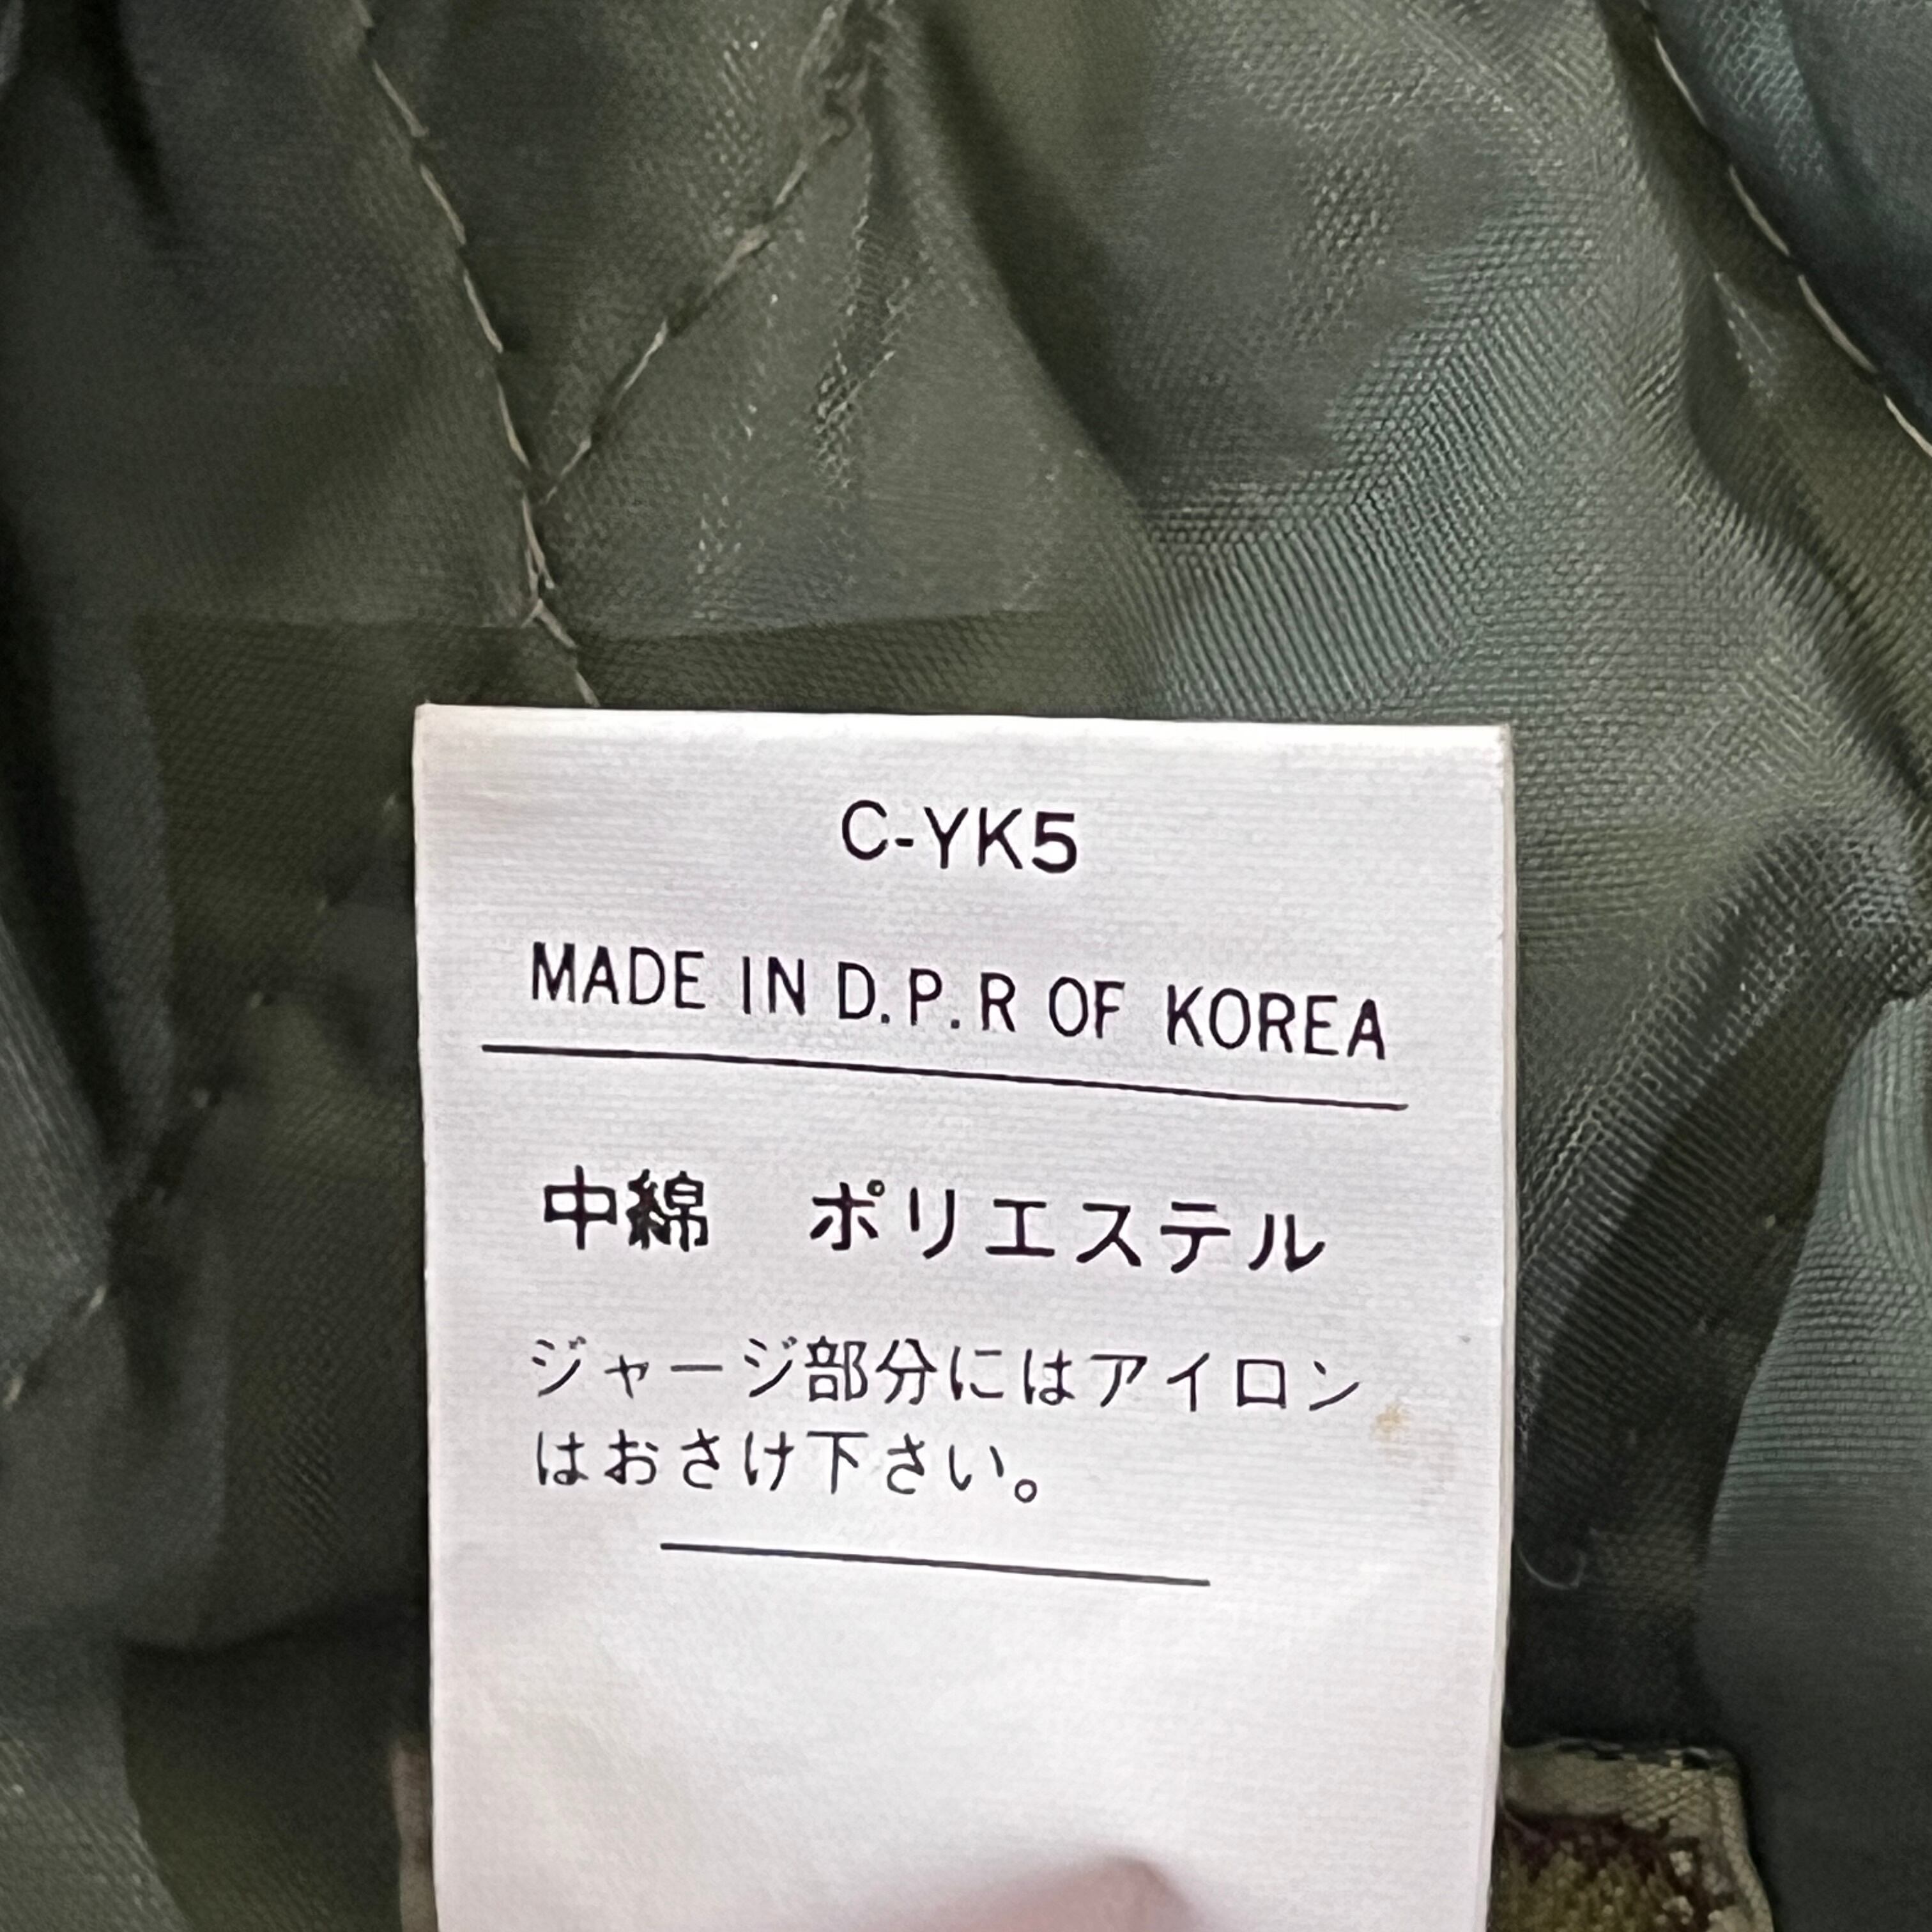 C-YK5
MADE IN D.P.R OF KOREA
中綿　ポリエステル
ジャージ部分にはアイロン
はおさけ下さい。